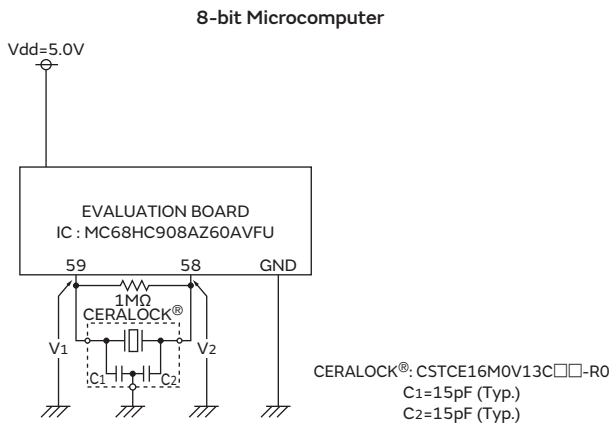 8-bit Microcomputer
Vdd=5.0V
EVALUATION BOARD
IC : MC68HC908AZ60AVFU
59 58 GND
1MΩ
CERALOCK®
V1 V2
C1 C2
CERALOCK®: CSTCE16M0V13C□□-R0
C1=15pF (Typ.)
C2=15pF (Typ.)